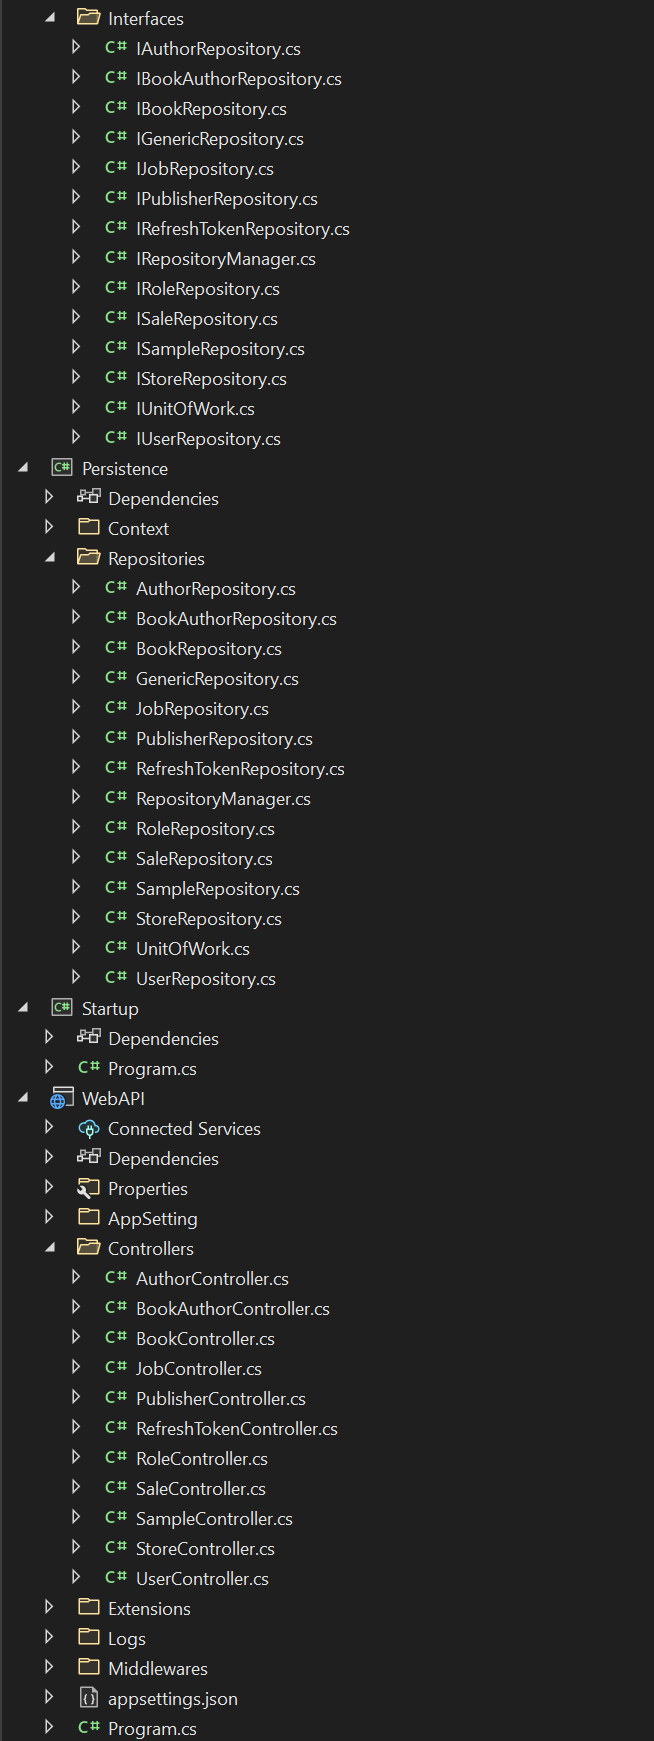 Interfaces
C# IAuthorRepository.cs
C# IBookAuthorRepository.cs
C# IBookRepository.cs
C# IGenericRepository.cs
C# IJobRepository.cs
C# IPublisherRepository.cs
C# IRefreshTokenRepository.cs
C# IRepositoryManager.cs
C# IRoleRepository.cs
C# ISaleRepository.cs
C# ISampleRepository.cs
C# IStoreRepository.cs
C# IUnitOfWork.cs
C# IUserRepository.cs
C# Persistence
Dependencies
Context
Repositories
C# AuthorRepository.cs
C# BookAuthorRepository.cs
C# BookRepository.cs
C# GenericRepository.cs
C# JobRepository.cs
C# PublisherRepository.cs
C# RefreshTokenRepository.cs
C# RepositoryManager.cs
C# RoleRepository.cs
C# SaleRepository.cs
C# SampleRepository.cs
C# StoreRepository.cs
C# UnitOfWork.cs
C# UserRepository.cs
C# Startup
Dependencies
C# Program.cs
WebAPI
Connected Services
Dependencies
Properties
AppSetting
Controllers
C# AuthorController.cs
C# BookAuthorController.cs
C# BookController.cs
C# JobController.cs
C# PublisherController.cs
C# RefreshTokenController.cs
C# RoleController.cs
C# SaleController.cs
C# SampleController.cs
C# StoreController.cs
C# UserController.cs
Extensions
Logs
Middlewares
appsettings.json
C# Program.cs